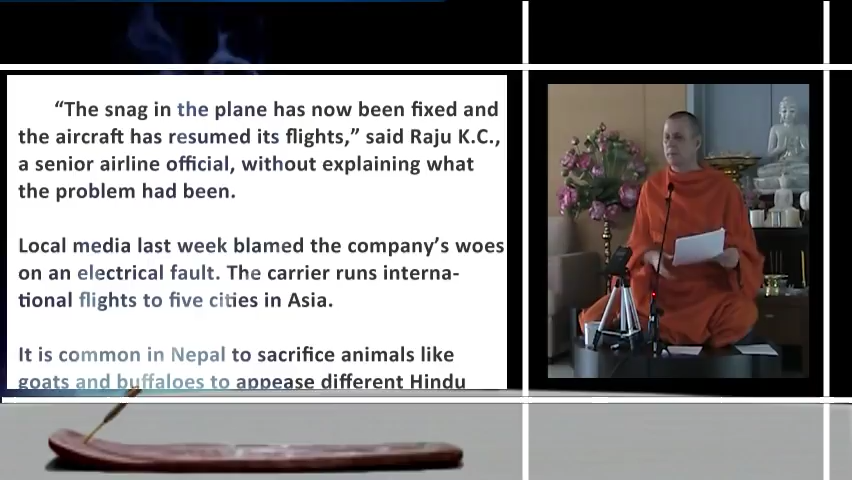 “The snag in the plane has now been fixed and
the aircraft has resumed its flights,” said Raju K.C.,
a senior airline official, without explaining what
the problem had been.
Local media last week blamed the company’s woes
on an electrical fault. The carrier runs interna-
tional flights to five cities in Asia.
It is common in Nepal to sacrifice animals like
goats and buffaloes to appease different Hindu